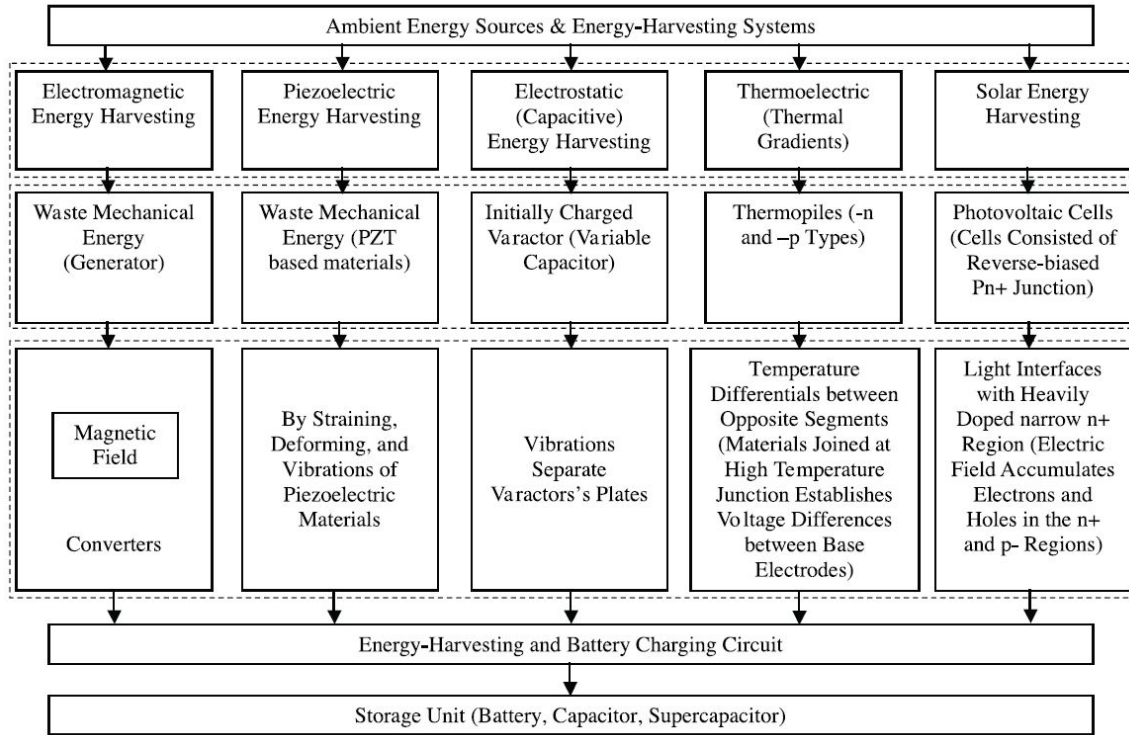 Ambient Energy Sources & Energy-Harvesting Systems
Electromagnetic
Energy Harvesting
Piezoelectric
Energy Harvesting
Electrostatic
(Capacitive)
Energy Harvesting
Thermoelectric
(Thermal
Gradients)
Solar Energy
Harvesting
Waste Mechanical
Energy
(Generator)
Waste Mechanical
Energy (PZT
based materials)
Initially Charged
Varactor (Variable
Capacitor)
Thermopiles (-n
and –p Types)
Photovoltaic Cells
(Cells Consisted of
Reverse-biased
Pn+ Junction)
Magnetic
Field
Converters
By Straining,
Deforming, and
Vibrations of
Piezoelectric
Materials
Vibrations
Separate
Varactors's Plates
Temperature
Differentials between
Opposite Segments
(Materials Joined at
High Temperature
Junction Establishes
Voltage Differences
between Base
Electrodes)
Light Interfaces
with Heavily
Doped narrow n+
Region (Electric
Field Accumulates
Electrons and
Holes in the n+
and p- Regions)
Energy-Harvesting and Battery Charging Circuit
Storage Unit (Battery, Capacitor, Supercapacitor)